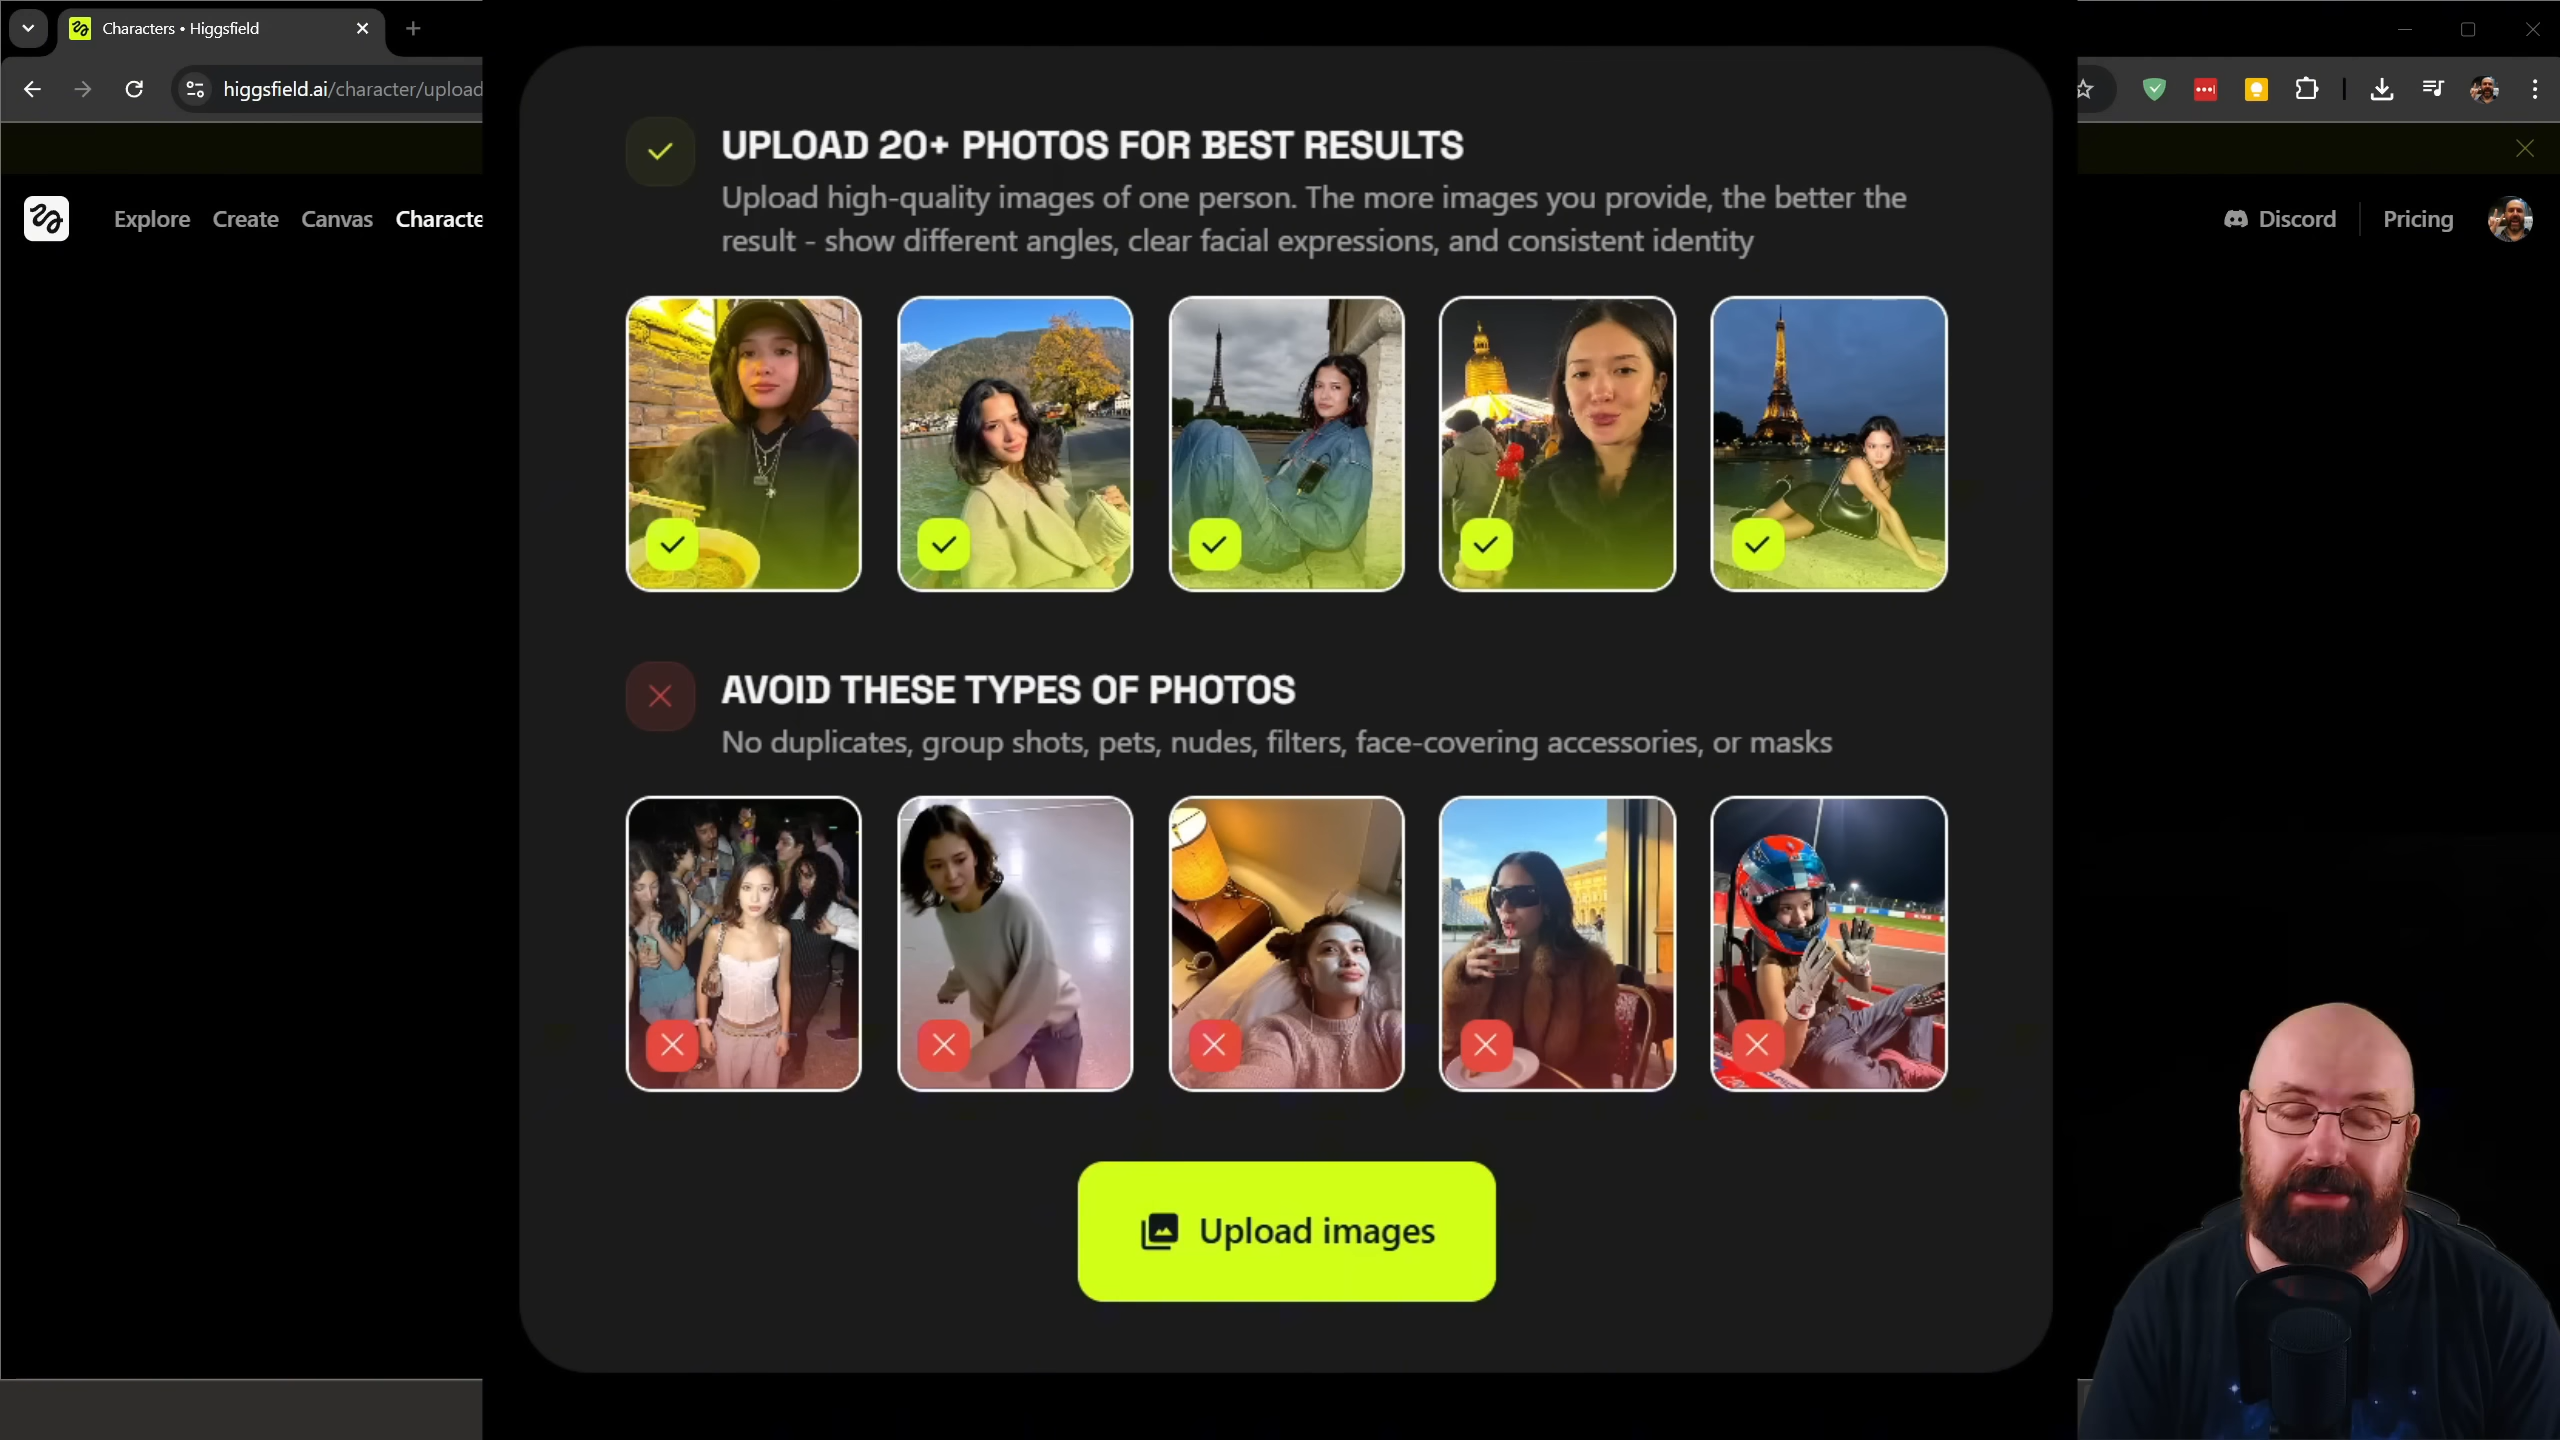 Characters • Higgsfield
higgsfield.ai/character/upload
Explore Create Canvas Characte
Discord Pricing
UPLOAD 20+ PHOTOS FOR BEST RESULTS
Upload high-quality images of one person. The more images you provide, the better the
result - show different angles, clear facial expressions, and consistent identity
AVOID THESE TYPES OF PHOTOS
No duplicates, group shots, pets, nudes, filters, face-covering accessories, or masks
Upload images